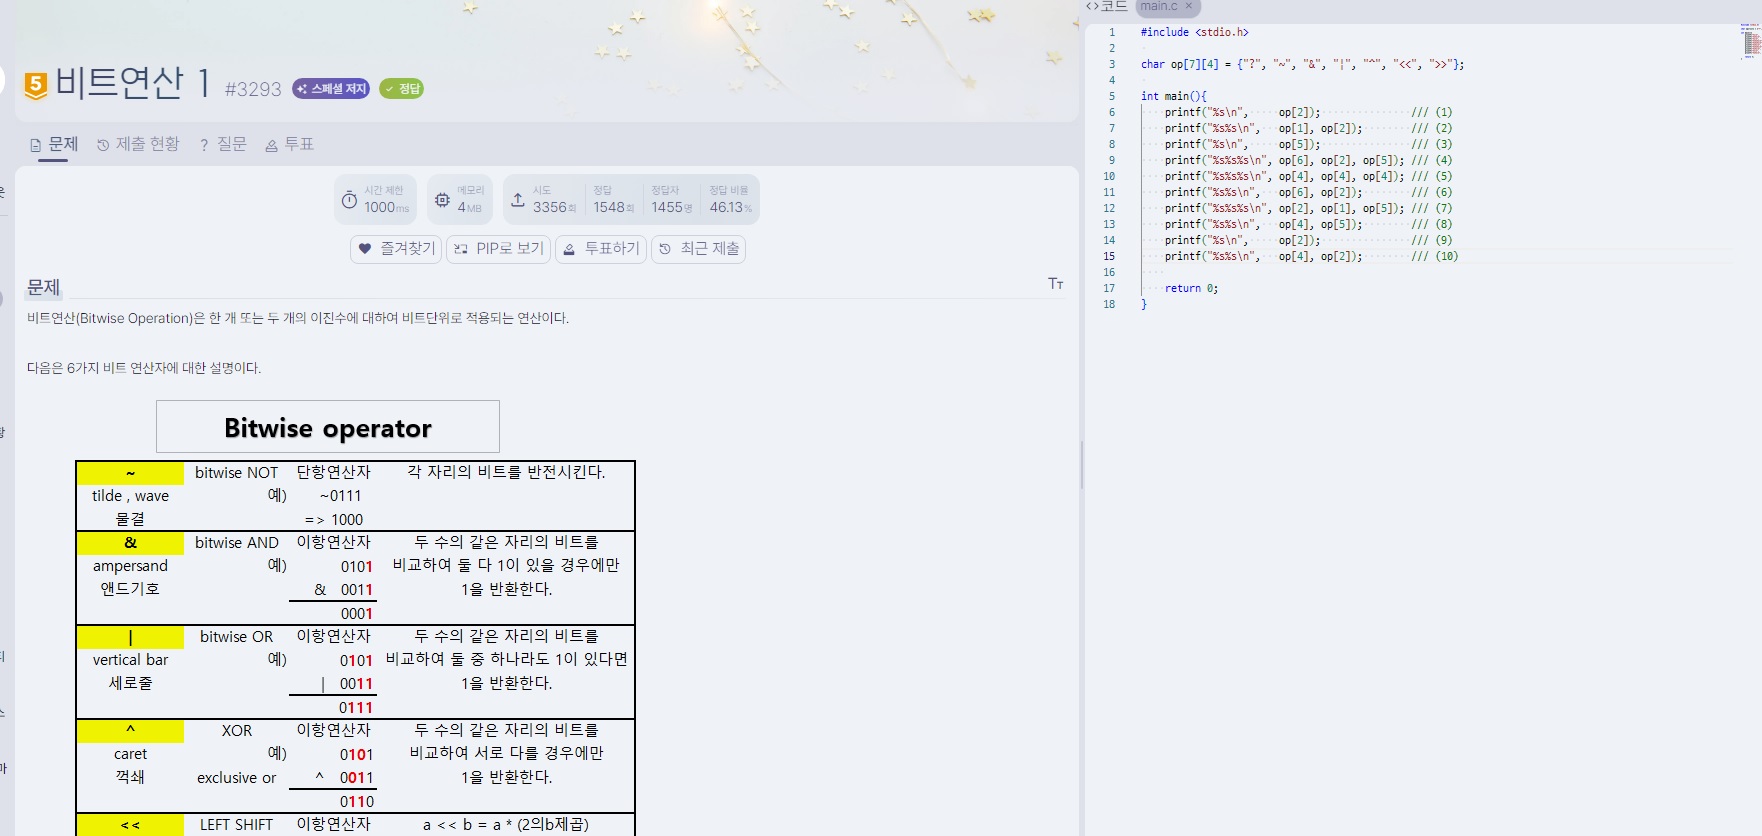 5 비트연산 1 #3293 스페셜 저지 정답
문제 제출 현황 ? 질문 투표
시간 제한 1000ms
메모리 4MB
시도 3356회
정답 1548회
정답자 1455명
정답 비율 46.13%
즐겨찾기 PIP로 보기 투표하기 최근 제출
문제
비트연산(Bitwise Operation)은 한 개 또는 두 개의 이진수에 대하여 비트단위로 적용되는 연산이다.
다음은 6가지 비트 연산자에 대한 설명이다.
Bitwise operator
~ bitwise NOT 단항연산자 각 자리의 비트를 반전시킨다.
tilde , wave 예) ~0111
물결 => 1000
& bitwise AND 이항연산자 두 수의 같은 자리의 비트를
ampersand 예) 0101 비교하여 둘 다 1이 있을 경우에만
앤드기호 & 0011 1을 반환한다.
0001
| bitwise OR 이항연산자 두 수의 같은 자리의 비트를
vertical bar 예) 0101 비교하여 둘 중 하나라도 1이 있다면
세로줄 | 0011 1을 반환한다.
0111
^ XOR 이항연산자 두 수의 같은 자리의 비트를
caret 예) 0101 비교하여 서로 다를 경우에만
꺽쇄 exclusive or ^ 0011 1을 반환한다.
0110
<< LEFT SHIFT 이항연산자 a << b = a * (2의b제곱)
<>코드 main.c ×
1 #include <stdio.h>
2
3 char op[7][4] = {"?", "~", "&", "|", "^", "<<", ">>"};
4
5 int main(){
6 printf("%s\n", op[2]); /// (1)
7 printf("%s%s\n", op[1], op[2]); /// (2)
8 printf("%s\n", op[5]); /// (3)
9 printf("%s%s%s\n", op[6], op[2], op[5]); /// (4)
10 printf("%s%s%s\n", op[4], op[4], op[4]); /// (5)
11 printf("%s%s\n", op[6], op[2]); /// (6)
12 printf("%s%s%s\n", op[2], op[1], op[5]); /// (7)
13 printf("%s%s\n", op[4], op[5]); /// (8)
14 printf("%s\n", op[2]); /// (9)
15 printf("%s%s\n", op[4], op[2]); /// (10)
16
17 return 0;
18 }